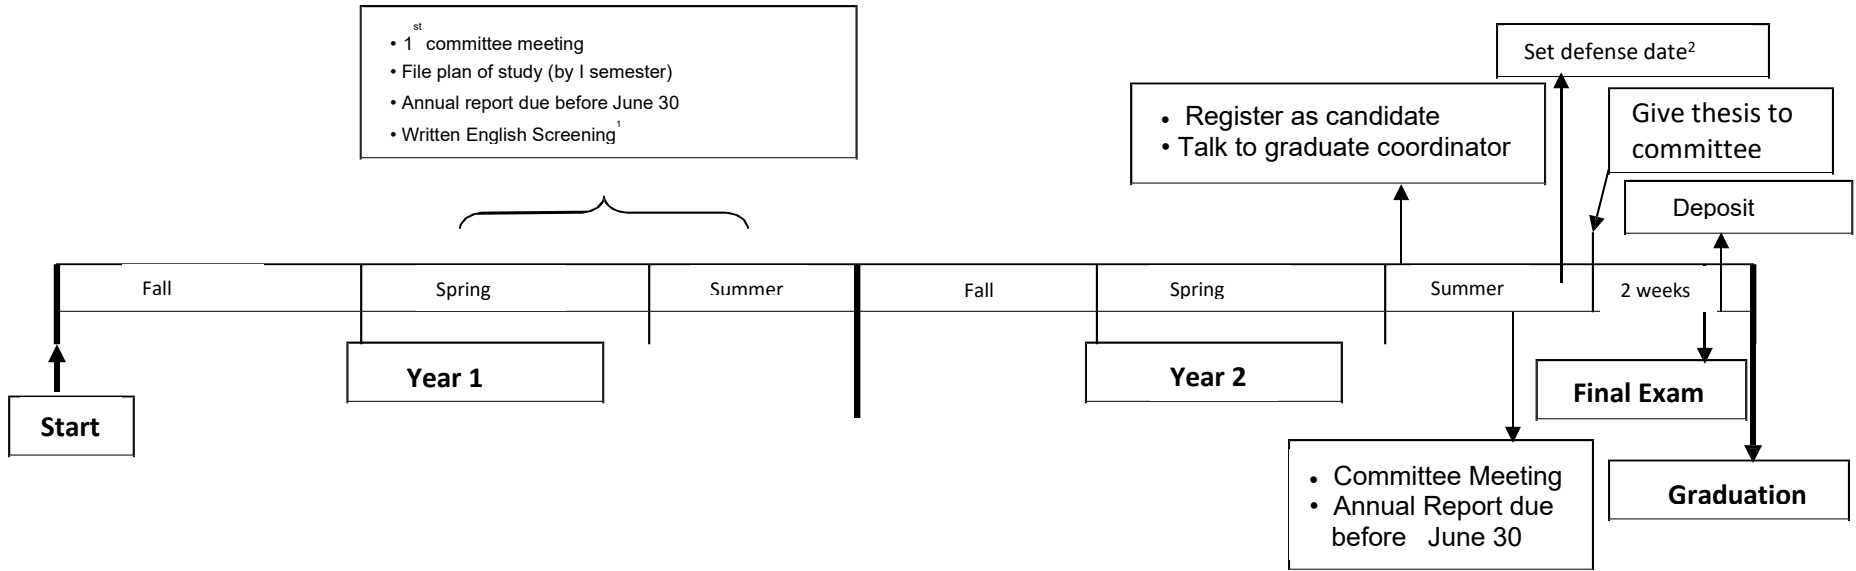 • 1st committee meeting
• File plan of study (by I semester)
• Annual report due before June 30
• Written English Screening1
Set defense date2
• Register as candidate
• Talk to graduate coordinator
Give thesis to
committee
Deposit
Fall
Spring
Summer
Fall
Spring
Summer
2 weeks
Year 1
Year 2
Start
Final Exam
• Committee Meeting
• Annual Report due
before June 30
Graduation